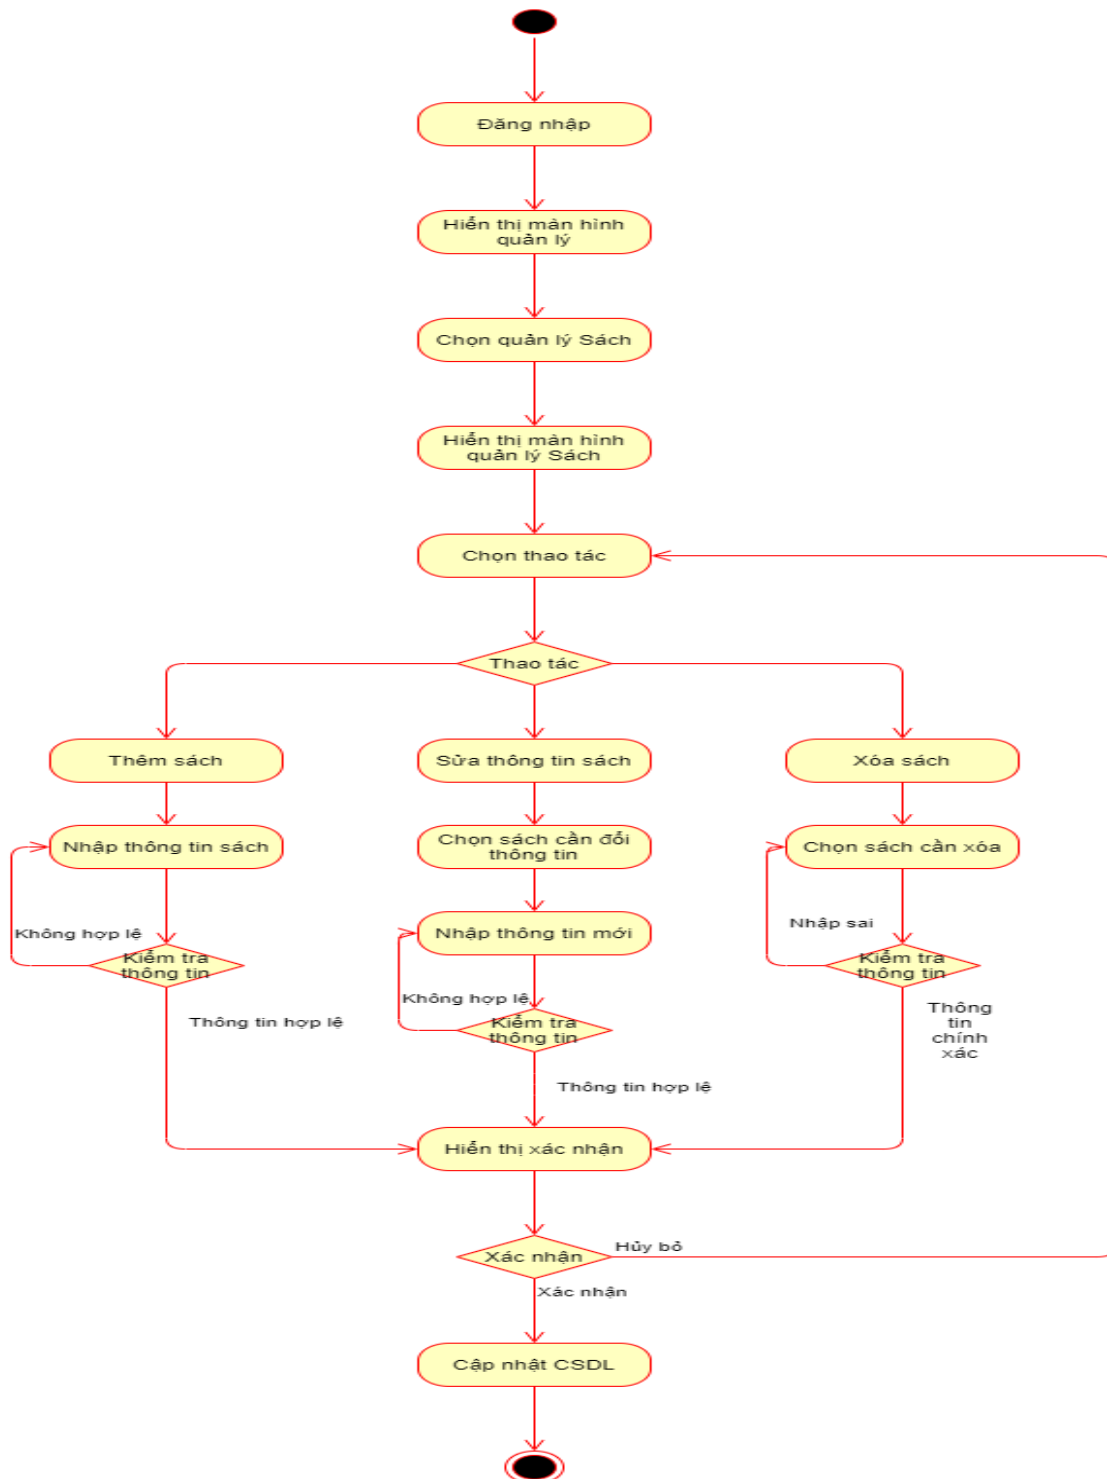 Đăng nhập
Hiển thị màn hình
quản lý
Chọn quản lý Sách
Hiển thị màn hình
quản lý Sách
Chọn thao tác
Thao tác
Thêm sách
Sửa thông tin sách
Xóa sách
Nhập thông tin sách
Chọn sách cần đổi
thông tin
Chọn sách cần xóa
Không hợp lệ
Nhập thông tin mới
Nhập sai
Kiểm tra
thông tin
Kiểm tra
thông tin
Không hợp lệ
Thông tin hợp lệ
Kiểm tra
thông tin
Thông
tin
chính
xác
Thông tin hợp lệ
Hiển thị xác nhận
Xác nhận
Hủy bỏ
Xác nhận
Cập nhật CSDL